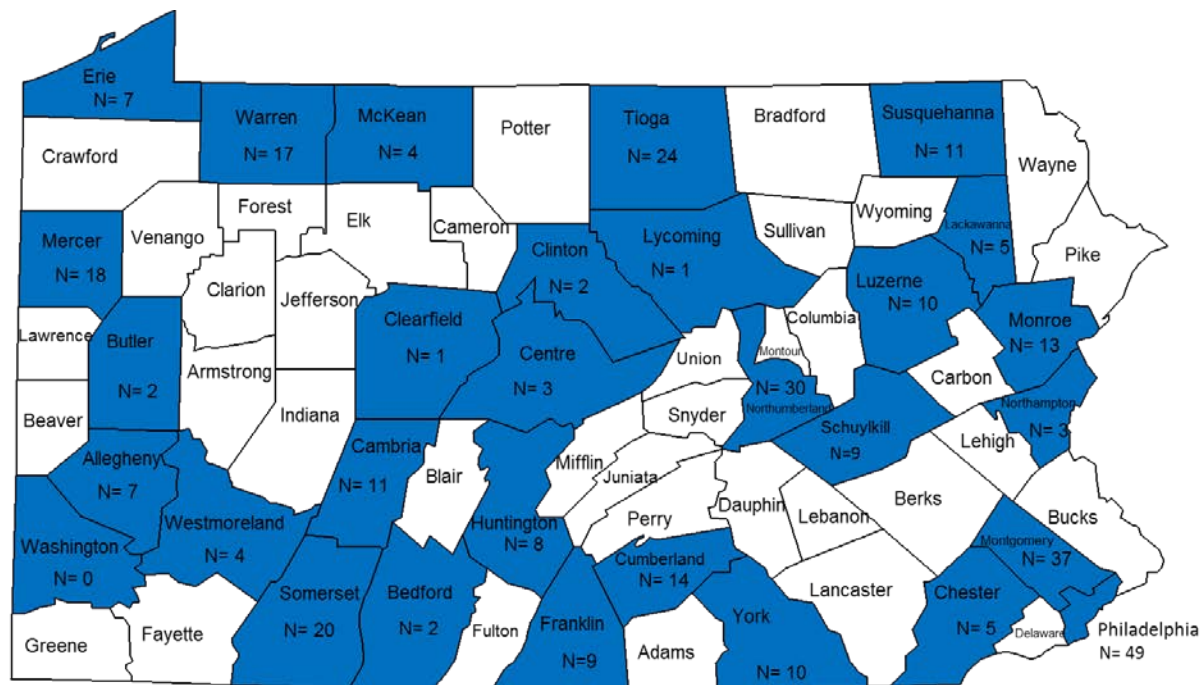 Erie
N= 7
Crawford
Warren
N= 17
McKean
N= 4
Potter
Tioga
N= 24
Bradford
Susquehanna
N= 11
Wayne
Mercer
N= 18
Venango
Forest
Elk
Cameron
Clinton
N= 2
Lycoming
N= 1
Sullivan
Wyoming
Lackawanna
N= 5
Pike
Lawrence
Butler
N= 2
Clarion
Jefferson
Clearfield
N= 1
Centre
N= 3
Union
Montour
Columbia
Luzerne
N= 10
Monroe
N= 13
Beaver
Armstrong
Indiana
Snyder
N= 30
Northumberland
Schuylkill
N=9
Carbon
Northampton
N= 3
Lehigh
Allegheny
N= 7
Westmoreland
N= 4
Cambria
N= 11
Blair
Huntington
N= 8
Mifflin
Juniata
Perry
Dauphin
Lebanon
Berks
Bucks
Washington
N= 0
Greene
Fayette
Somerset
N= 20
Bedford
N= 2
Fulton
Franklin
N=9
Cumberland
N= 14
Adams
York
N= 10
Lancaster
Chester
N= 5
Montgomery
N= 37
Delaware
Philadelphia
N= 49